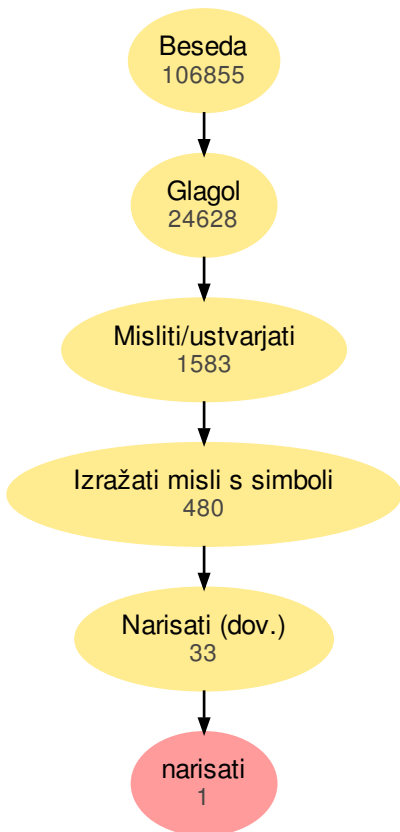 Beseda
106855
Glagol
24628
Misliti/ustvarjati
1583
Izražati misli s simboli
480
Narisati (dov.)
33
narisati
1